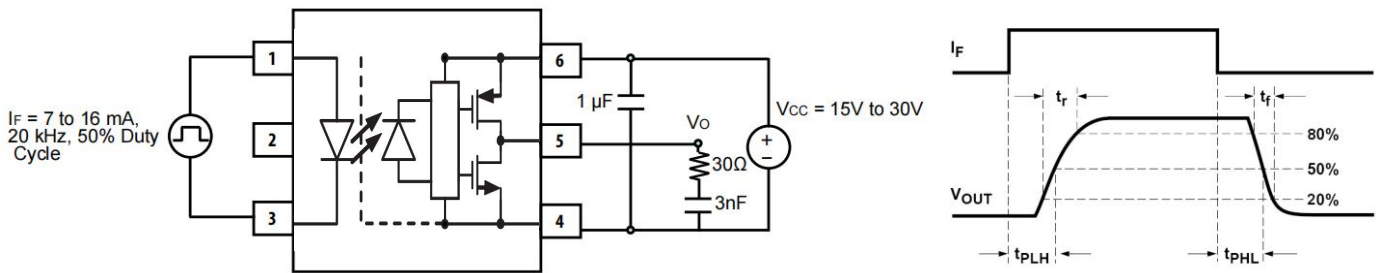 IF = 7 to 16 mA,
20 kHz, 50% Duty
Cycle
1
2
3
6
5
4
1 µF
VO
30Ω
3nF
VCC = 15V to 30V
+
−
IF
tr
tf
80%
50%
20%
VOUT
tPLH
tPHL